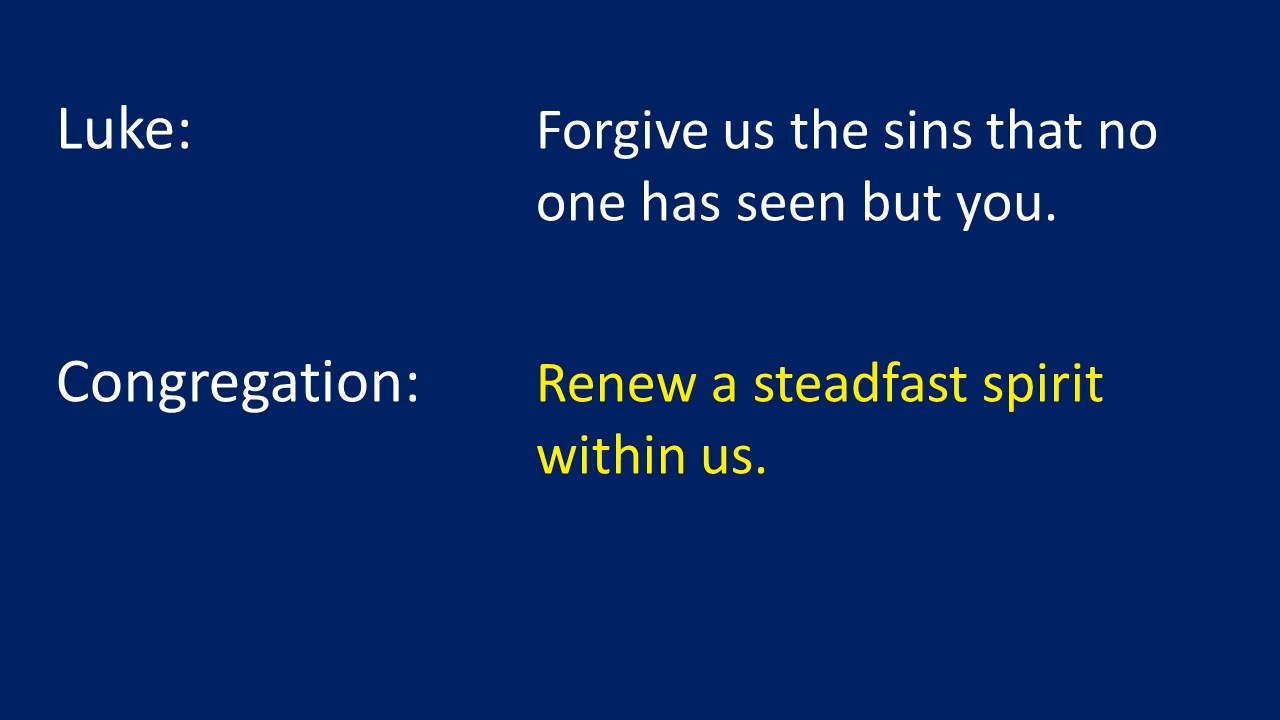 Luke: Forgive us the sins that no
one has seen but you.
Congregation: Renew a steadfast spirit
within us.